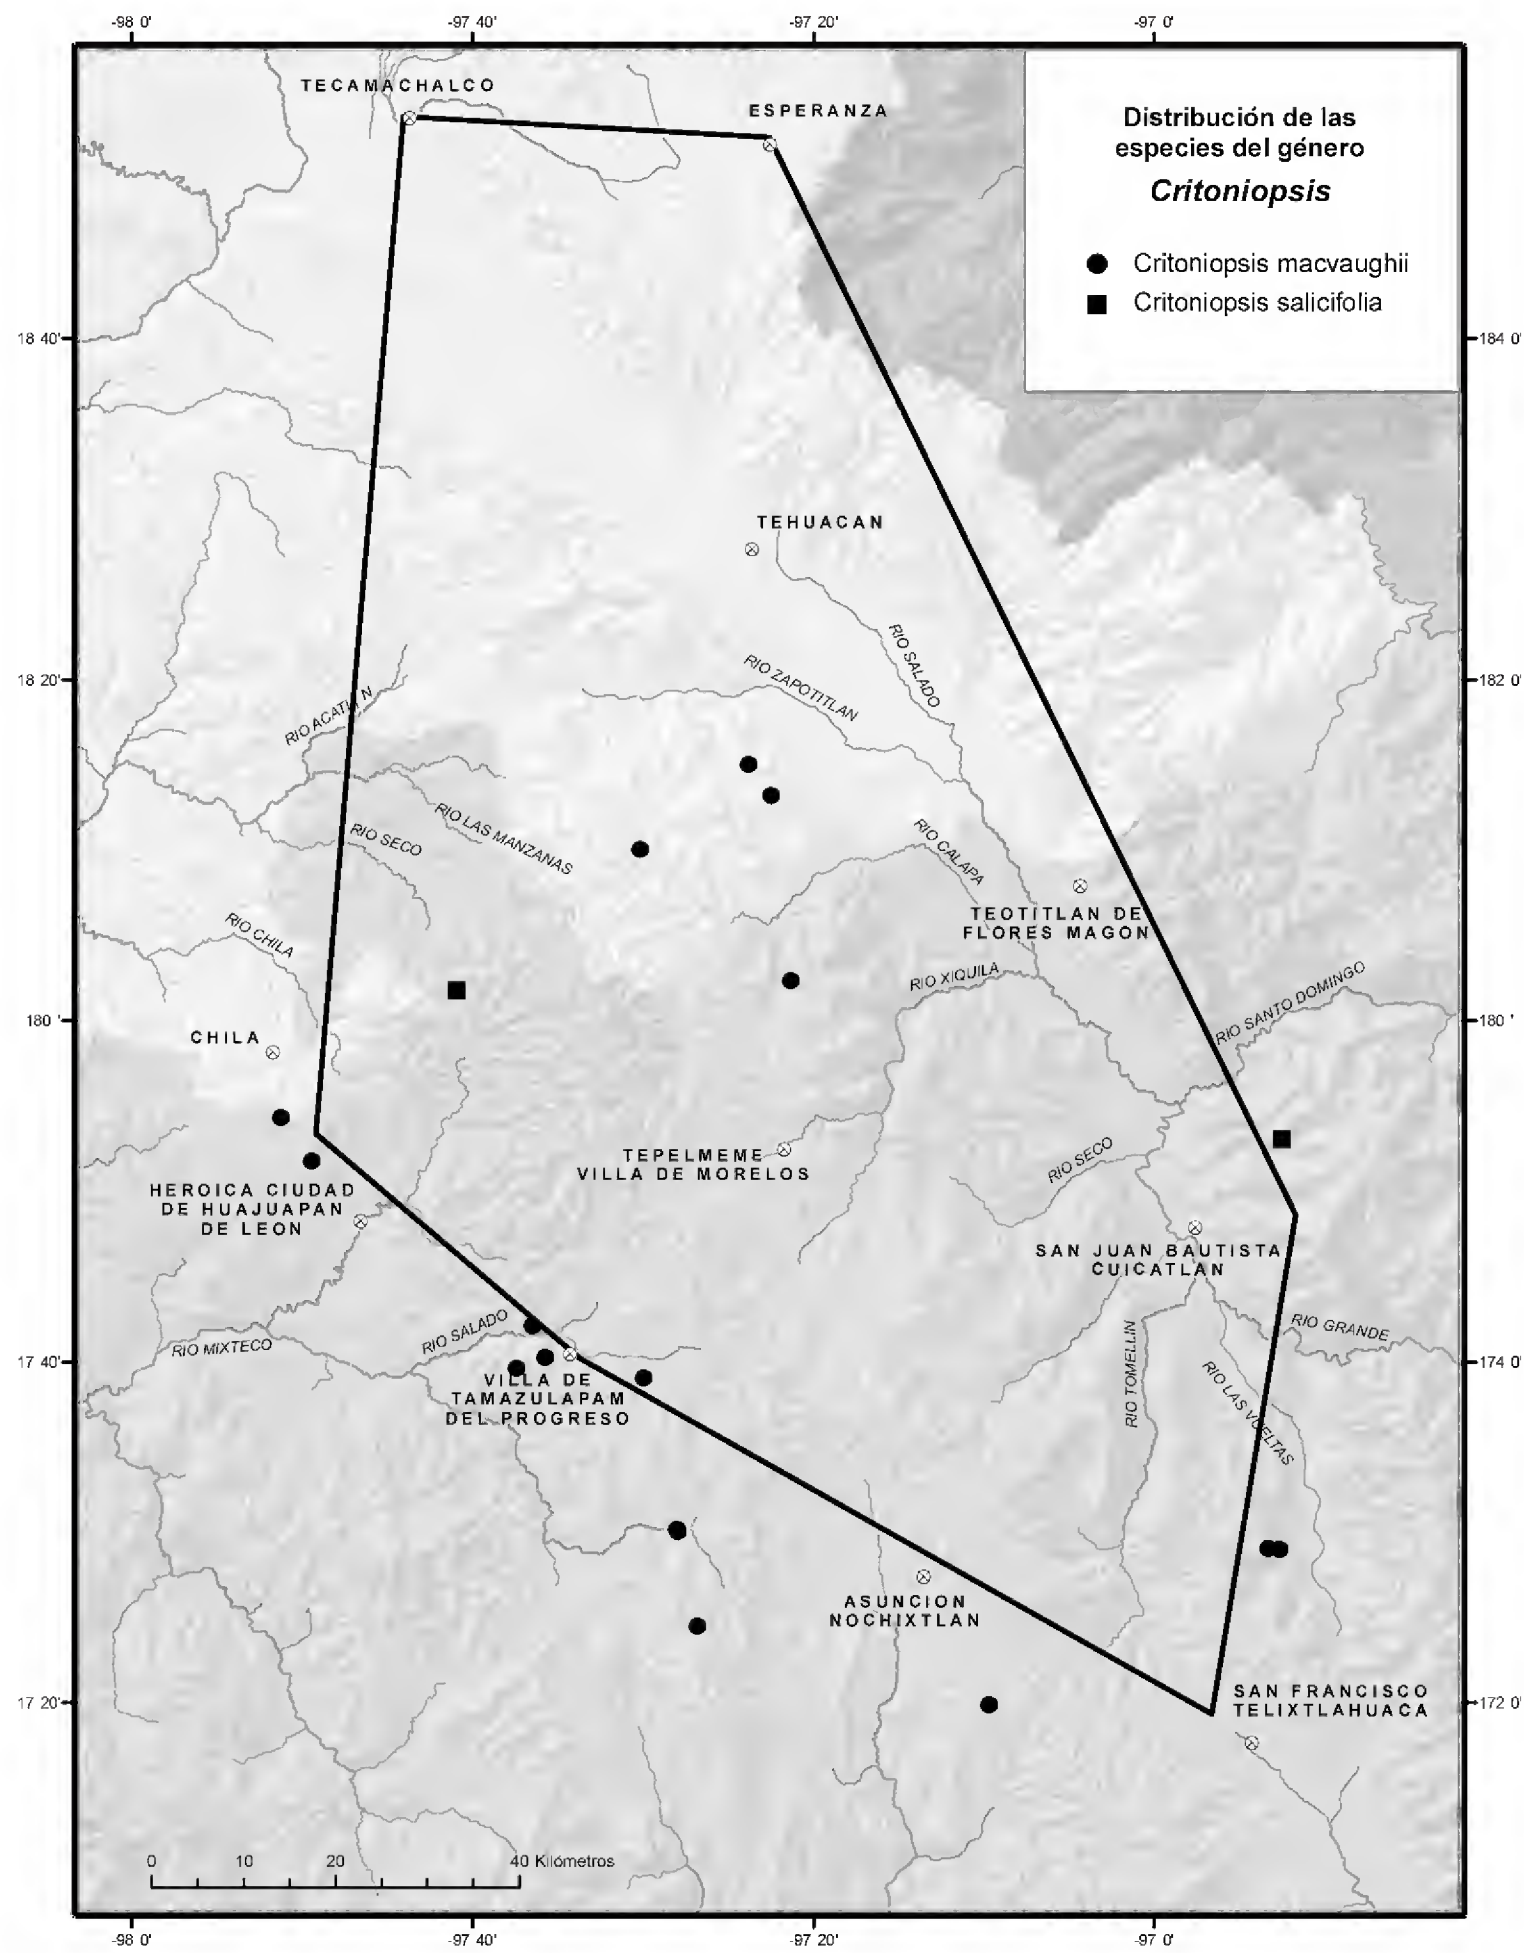 -98 0' -97 40' -97 20' -97 0'
TECAMACHALCO
ESPERANZA
Distribución de las
especies del género
Critoniopsis
Critoniopsis macvaughii
Critoniopsis salicifolia
18 40' 184 0'
TEHUACAN
RIO SALADO
RIO ZAPOTITLAN
18 20' 182 0'
RIO LAS MANZANAS
RIO SECO
RIO CALAPA
TEOTITLAN DE
FLORES MAGON
RIO CHILA
RIO XIQUILA
RIO SANTO DOMINGO
180 ' 180 '
CHILA
TEPELMEME
VILLA DE MORELOS
RIO SECO
HEROICA CIUDAD
DE HUAJUAPAN
DE LEON
SAN JUAN BAUTISTA
CUICATLAN
RIO MIXTECO
RIO SALADO
RIO GRANDE
17 40' 174 0'
RIO TOMELLIN
RIO LAS VUELTAS
VILLA DE
TAMAZULAPAM
DEL PROGRESO
ASUNCION
NOCHIXTLAN
17 20' 172 0'
SAN FRANCISCO
TELIXTLAHUACA
0 10 20 40 Kilómetros
-98 0' -97 40' -97 20' -97 0'